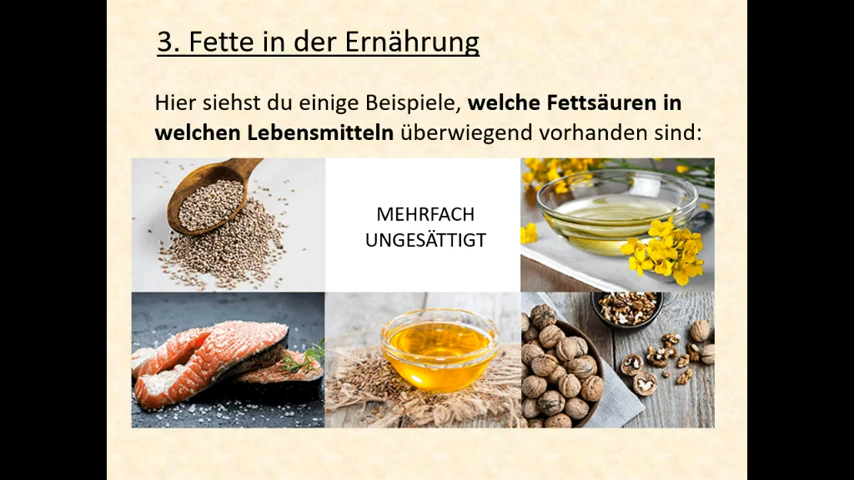 3. Fette in der Ernährung
Hier siehst du einige Beispiele, welche Fettsäuren in
welchen Lebensmitteln überwiegend vorhanden sind:
MEHRFACH
UNGESÄTTIGT